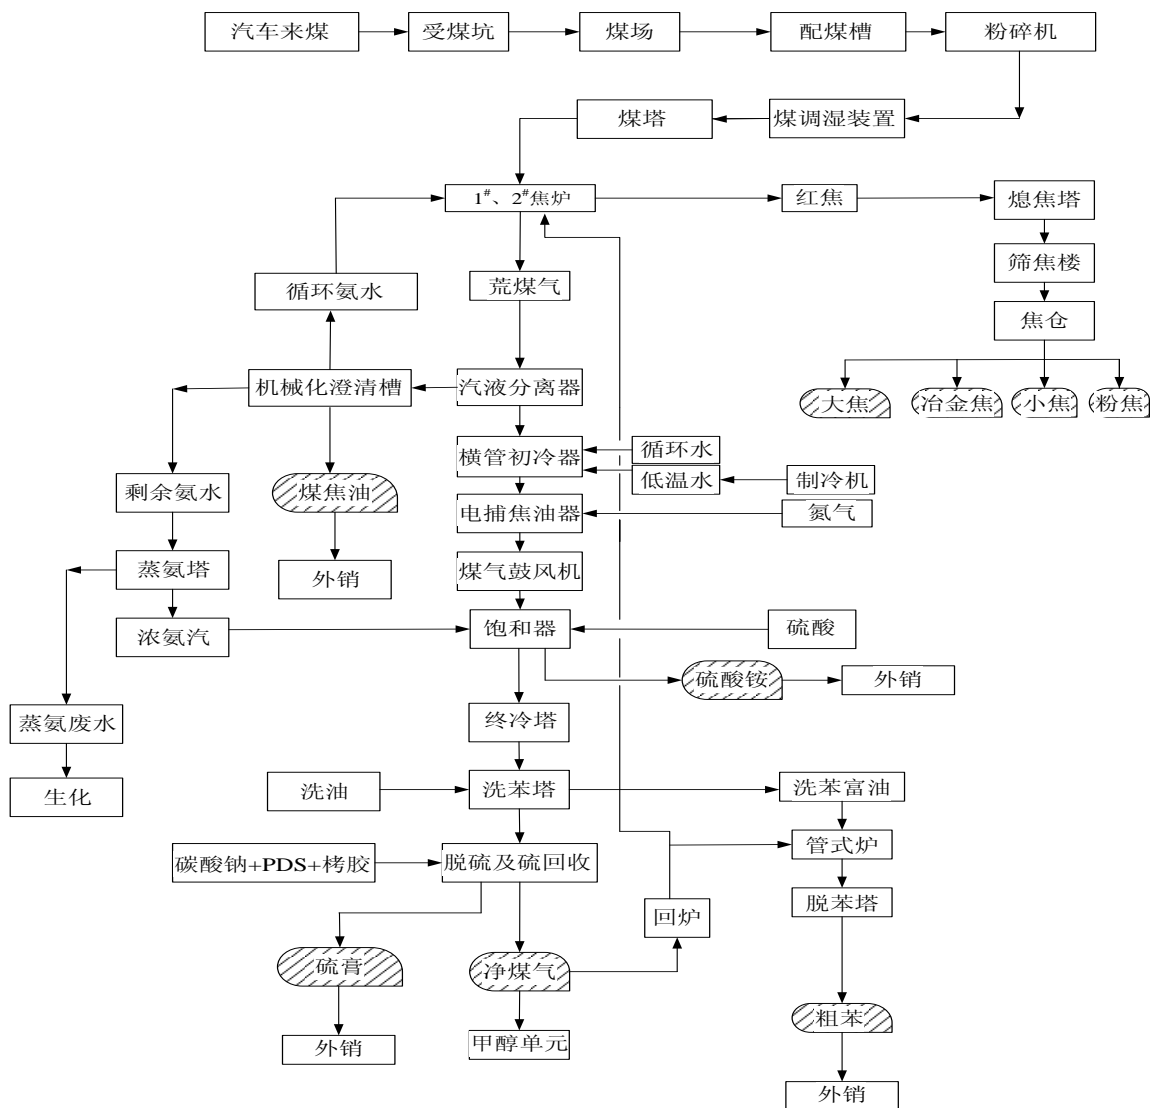 汽车来煤
受煤坑
煤场
配煤槽
粉碎机
煤塔
煤调湿装置
1#、2#焦炉
红焦
熄焦塔
筛焦楼
循环氨水
荒煤气
焦仓
机械化澄清槽
汽液分离器
大焦
冶金焦
小焦
粉焦
横管初冷器
循环水
剩余氨水
煤焦油
低温水
制冷机
电捕焦油器
氮气
蒸氨塔
外销
煤气鼓风机
浓氨汽
饱和器
硫酸
硫酸铵
外销
蒸氨废水
终冷塔
生化
洗油
洗苯塔
洗苯富油
碳酸钠+PDS+栲胶
脱硫及硫回收
管式炉
脱苯塔
回炉
硫膏
净煤气
粗苯
外销
甲醇单元
外销